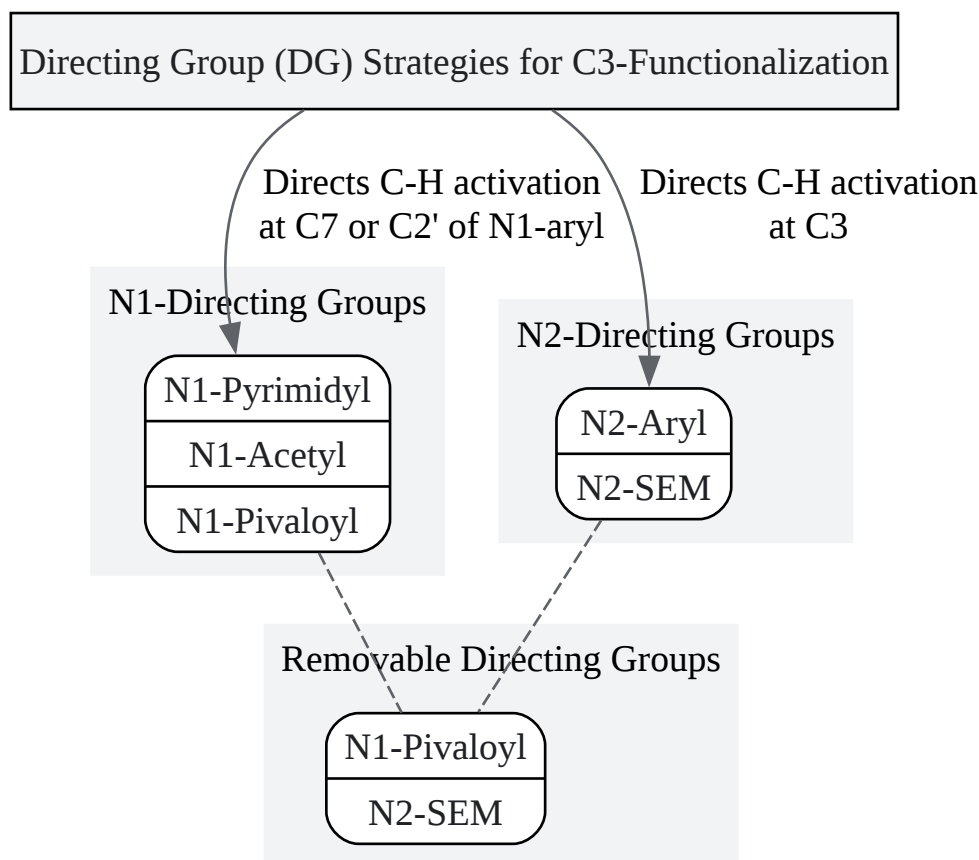 Directing Group (DG) Strategies for C3-Functionalization
Directs C-H activation
at C7 or C2' of N1-aryl
Directs C-H activation
at C3
N1-Directing Groups
N1-Pyrimidyl
N1-Acetyl
N1-Pivaloyl
N2-Directing Groups
N2-Aryl
N2-SEM
Removable Directing Groups
N1-Pivaloyl
N2-SEM